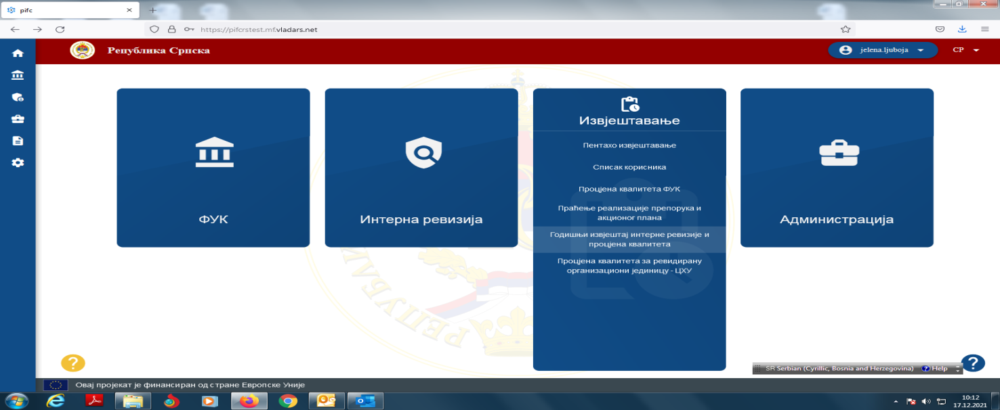 pifc
https://pifcrstest.mf.vladars.net
Република Српска
jelena.ljuboja
СР
ФУК
Интерна ревизија
Извјештавање
Пентахо извјештавање
Списак корисника
Процјена квалитета ФУК
Праћење реализације препорука и
акционог плана
Годишњи извјештај интерне ревизије и
процјена квалитета
Процјена квалитета за ревидирану
организациони јединицу - ЦХУ
Администрација
РЕПУБЛИ
?
SR Serbian (Cyrillic, Bosnia and Herzegovina)
? Help
?
Овај пројекат је финансиран од стране Европске Уније
10:12
17.12.2021